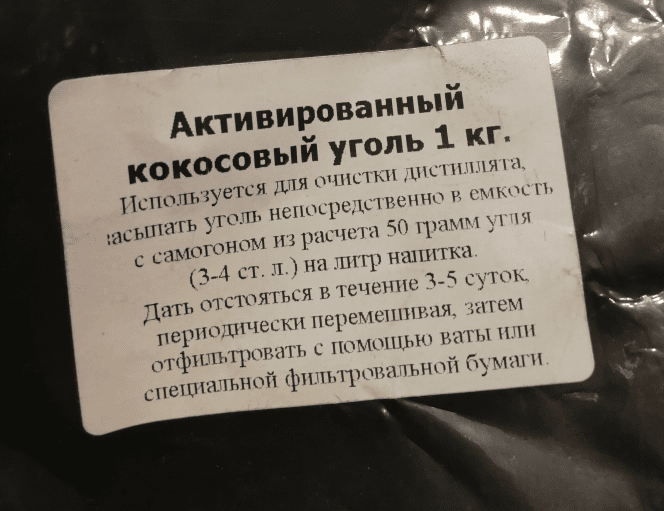 Активированный
кокосовый уголь 1 кг.
Используется для очистки дистиллята,
засыпать уголь непосредственно в емкость
с самогоном из расчета 50 грамм угля
(3-4 ст. л.) на литр напитка.
Дать отстояться в течение 3-5 суток,
периодически перемешивая, затем
отфильтровать с помощью ваты или
специальной фильтровальной бумаги.